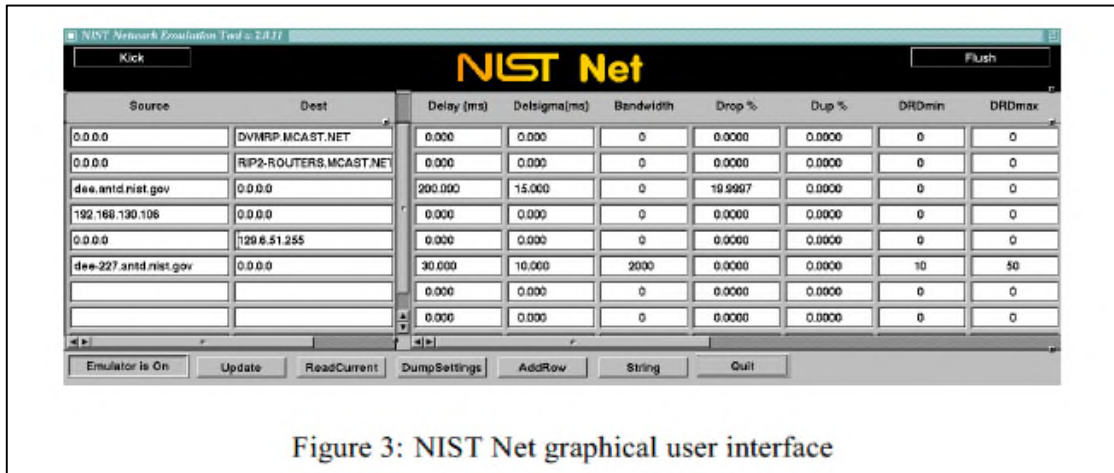 NIST Network Emulation Tool v. 2.0.11
Kick NIST Net Flush
Source Dest Delay (ms) Delsigma(ms) Bandwidth Drop % Dup % DRDmin DRDmax
0.0.0.0 DVMRP.MCAST.NET 0.000 0.000 0 0.0000 0.0000 0 0
0.0.0.0 RIP2-ROUTERS.MCAST.NET 0.000 0.000 0 0.0000 0.0000 0 0
dee.antd.nist.gov 0.0.0.0 200.000 15.000 0 19.9997 0.0000 0 0
192.168.130.106 0.0.0.0 0.000 0.000 0 0.0000 0.0000 0 0
0.0.0.0 129.6.51.255 0.000 0.000 0 0.0000 0.0000 0 0
dee-227.antd.nist.gov 0.0.0.0 30.000 10.000 2000 0.0000 0.0000 10 50
0.000 0.000 0 0.0000 0.0000 0 0
0.000 0.000 0 0.0000 0.0000 0 0
Emulator is On Update ReadCurrent DumpSettings AddRow String Quit
Figure 3: NIST Net graphical user interface